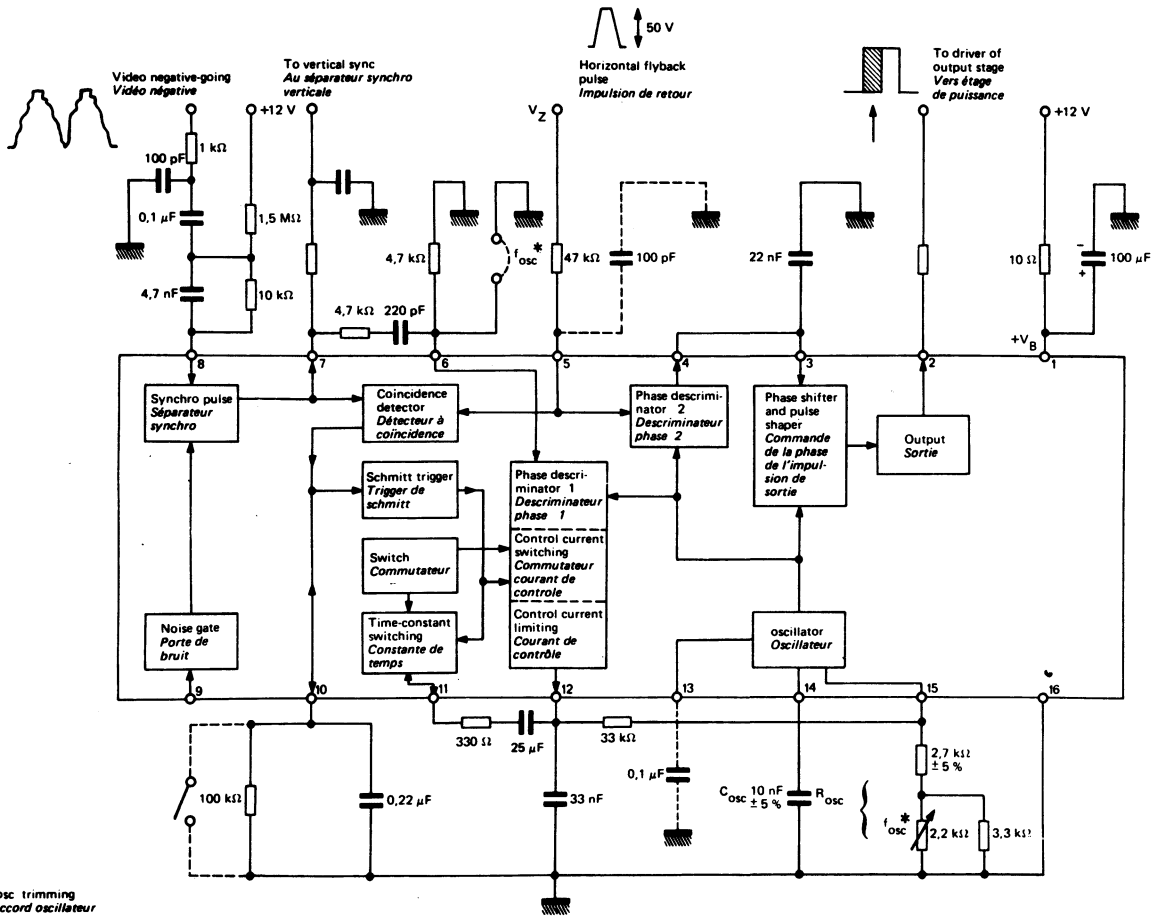 50 V
Video negative-going
Vidéo négative
To vertical sync
Au séparateur synchro
verticale
Horizontal flyback
pulse
Impulsion de retour
To driver of
output stage
Vers étage
de puissance
+12 V
VZ
+12 V
1 kΩ
100 pF
0,1 µF
1,5 MΩ
4,7 nF
10 kΩ
4,7 kΩ
220 pF
4,7 kΩ
fosc*
47 kΩ
100 pF
22 nF
10 Ω
−
+
100 µF
+VB
8
7
6
5
4
3
2
1
Synchro pulse
Séparateur
synchro
Coincidence
detector
Détecteur à
coïncidence
Phase descrimi-
nator 2
Descriminateur
phase 2
Phase shifter
and pulse
shaper
Commande
de la phase
de l'impul-
sion de
sortie
Output
Sortie
Schmitt trigger
Trigger de
schmitt
Phase descri-
minator 1
Descriminateur
phase 1
Switch
Commutateur
Control current
switching
Commutateur
courant de
controle
Noise gate
Porte de
bruit
Time-constant
switching
Constante de
temps
Control current
limiting
Courant de
contrôle
oscillator
Oscillateur
9
10
11
12
13
14
15
16
330 Ω
25 µF
33 kΩ
2,7 kΩ
± 5 %
100 kΩ
0,22 µF
33 nF
0,1 µF
Cosc 10 nF
± 5 %
Rosc
{
fosc*
2,2 kΩ
3,3 kΩ
osc trimming
ccord oscillateur